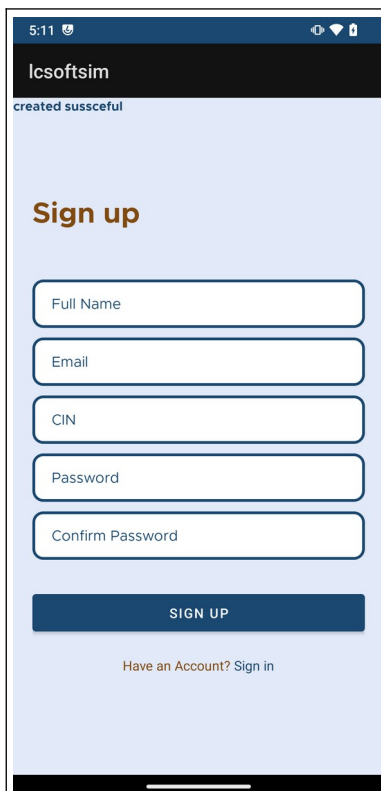 5:11
lcsoftsim
created sussceful
Sign up
Full Name
Email
CIN
Password
Confirm Password
SIGN UP
Have an Account? Sign in